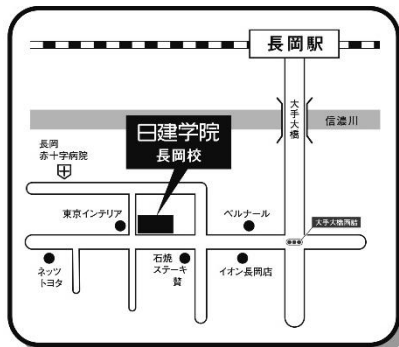 長岡駅
大手大橋
信濃川
日建学院
長岡校
長岡
赤十字病院
東京インテリア
ベルナール
大手大橋西詰
ネッツ
トヨタ
石焼
ステーキ
贅
イオン長岡店